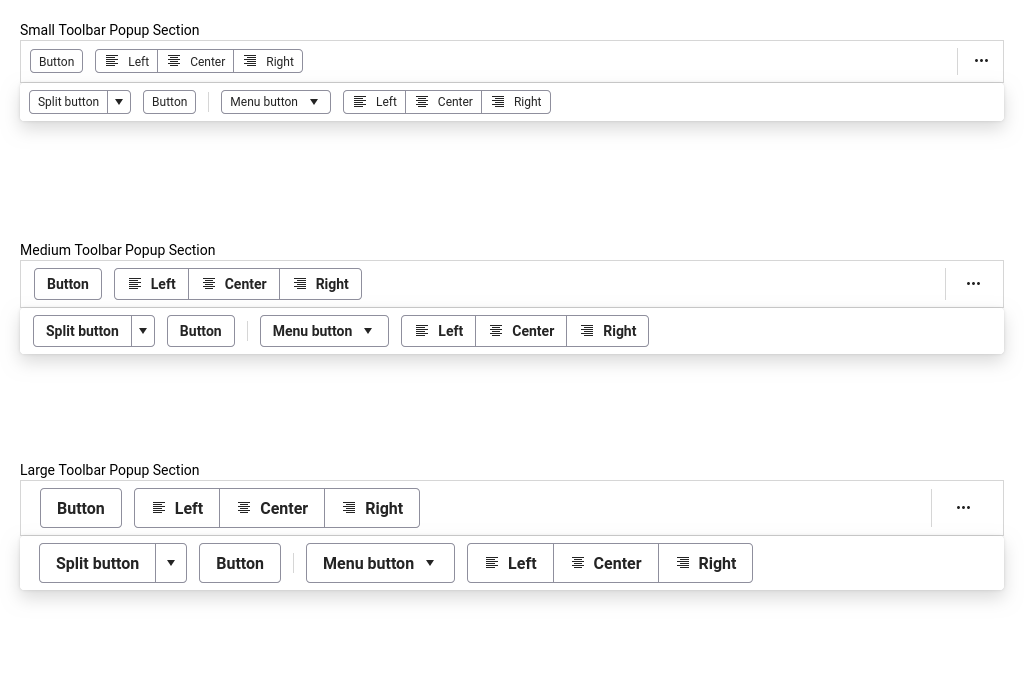 Small Toolbar Popup Section
Button Left Center Right
Split button Button Menu button Left Center Right
Medium Toolbar Popup Section
Button Left Center Right
Split button Button Menu button Left Center Right
Large Toolbar Popup Section
Button Left Center Right
Split button Button Menu button Left Center Right